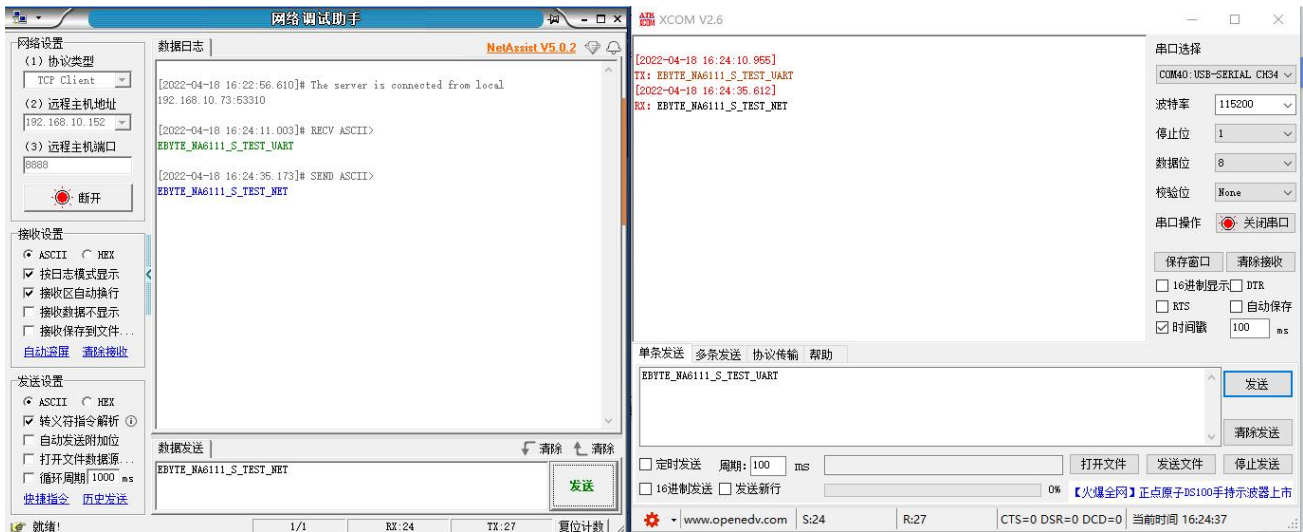 网络调试助手
网络设置
(1) 协议类型
TCP Client
(2) 远程主机地址
192.168.10.152
(3) 远程主机端口
8888
断开
接收设置
ASCII HEX
按日志模式显示
接收区自动换行
接收数据不显示
接收保存到文件...
自动滚屏 清除接收
发送设置
ASCII HEX
转义符指令解析
自动发送附加位
打开文件数据源...
循环周期 1000 ms
快捷指令 历史发送
数据日志
NetAssist V5.0.2
[2022-04-18 16:22:56.610]# The server is connected from local
192.168.10.73:53310
[2022-04-18 16:24:11.003]# RECV ASCII>
EBYTE_NA6111_S_TEST_UART
[2022-04-18 16:24:35.173]# SEND ASCII>
EBYTE_NA6111_S_TEST_NET
数据发送 清除 清除
EBYTE_NA6111_S_TEST_NET
发送
就绪! 1/1 RX:24 TX:27 复位计数
ATK XCOM V2.6
[2022-04-18 16:24:10.955]
TX: EBYTE_NA6111_S_TEST_UART
[2022-04-18 16:24:35.612]
RX: EBYTE_NA6111_S_TEST_NET
串口选择
COM40:USB-SERIAL CH34
波特率 115200
停止位 1
数据位 8
校验位 None
串口操作 关闭串口
保存窗口 清除接收
16进制显示 DTR
RTS 自动保存
时间戳 100 ms
单条发送 多条发送 协议传输 帮助
EBYTE_NA6111_S_TEST_UART
发送
清除发送
定时发送 周期: 100 ms 打开文件 发送文件 停止发送
16进制发送 发送新行 0% 【火爆全网】正点原子DS100手持示波器上市
www.openedv.com S:24 R:27 CTS=0 DSR=0 DCD=0 当前时间 16:24:37